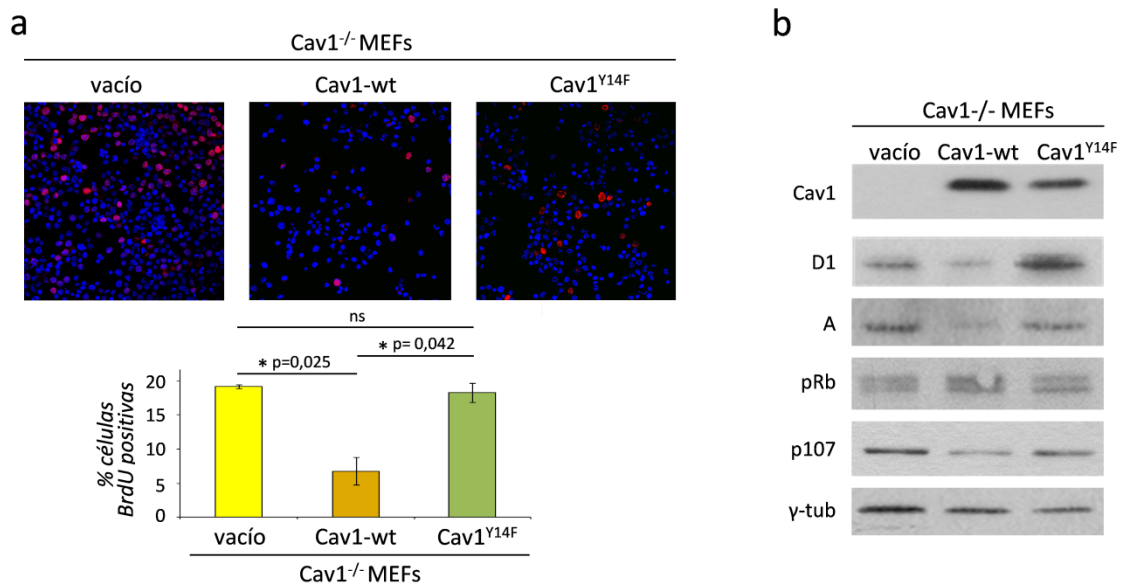 a
Cav1-/- MEFs
vacío Cav1-wt Cav1Y14F
ns
* p=0,025
* p= 0,042
% células
BrdU positivas
20
15
10
5
0
vacío Cav1-wt Cav1Y14F
Cav1-/- MEFs
b
Cav1-/- MEFs
vacío Cav1-wt Cav1Y14F
Cav1
D1
A
pRb
p107
γ-tub